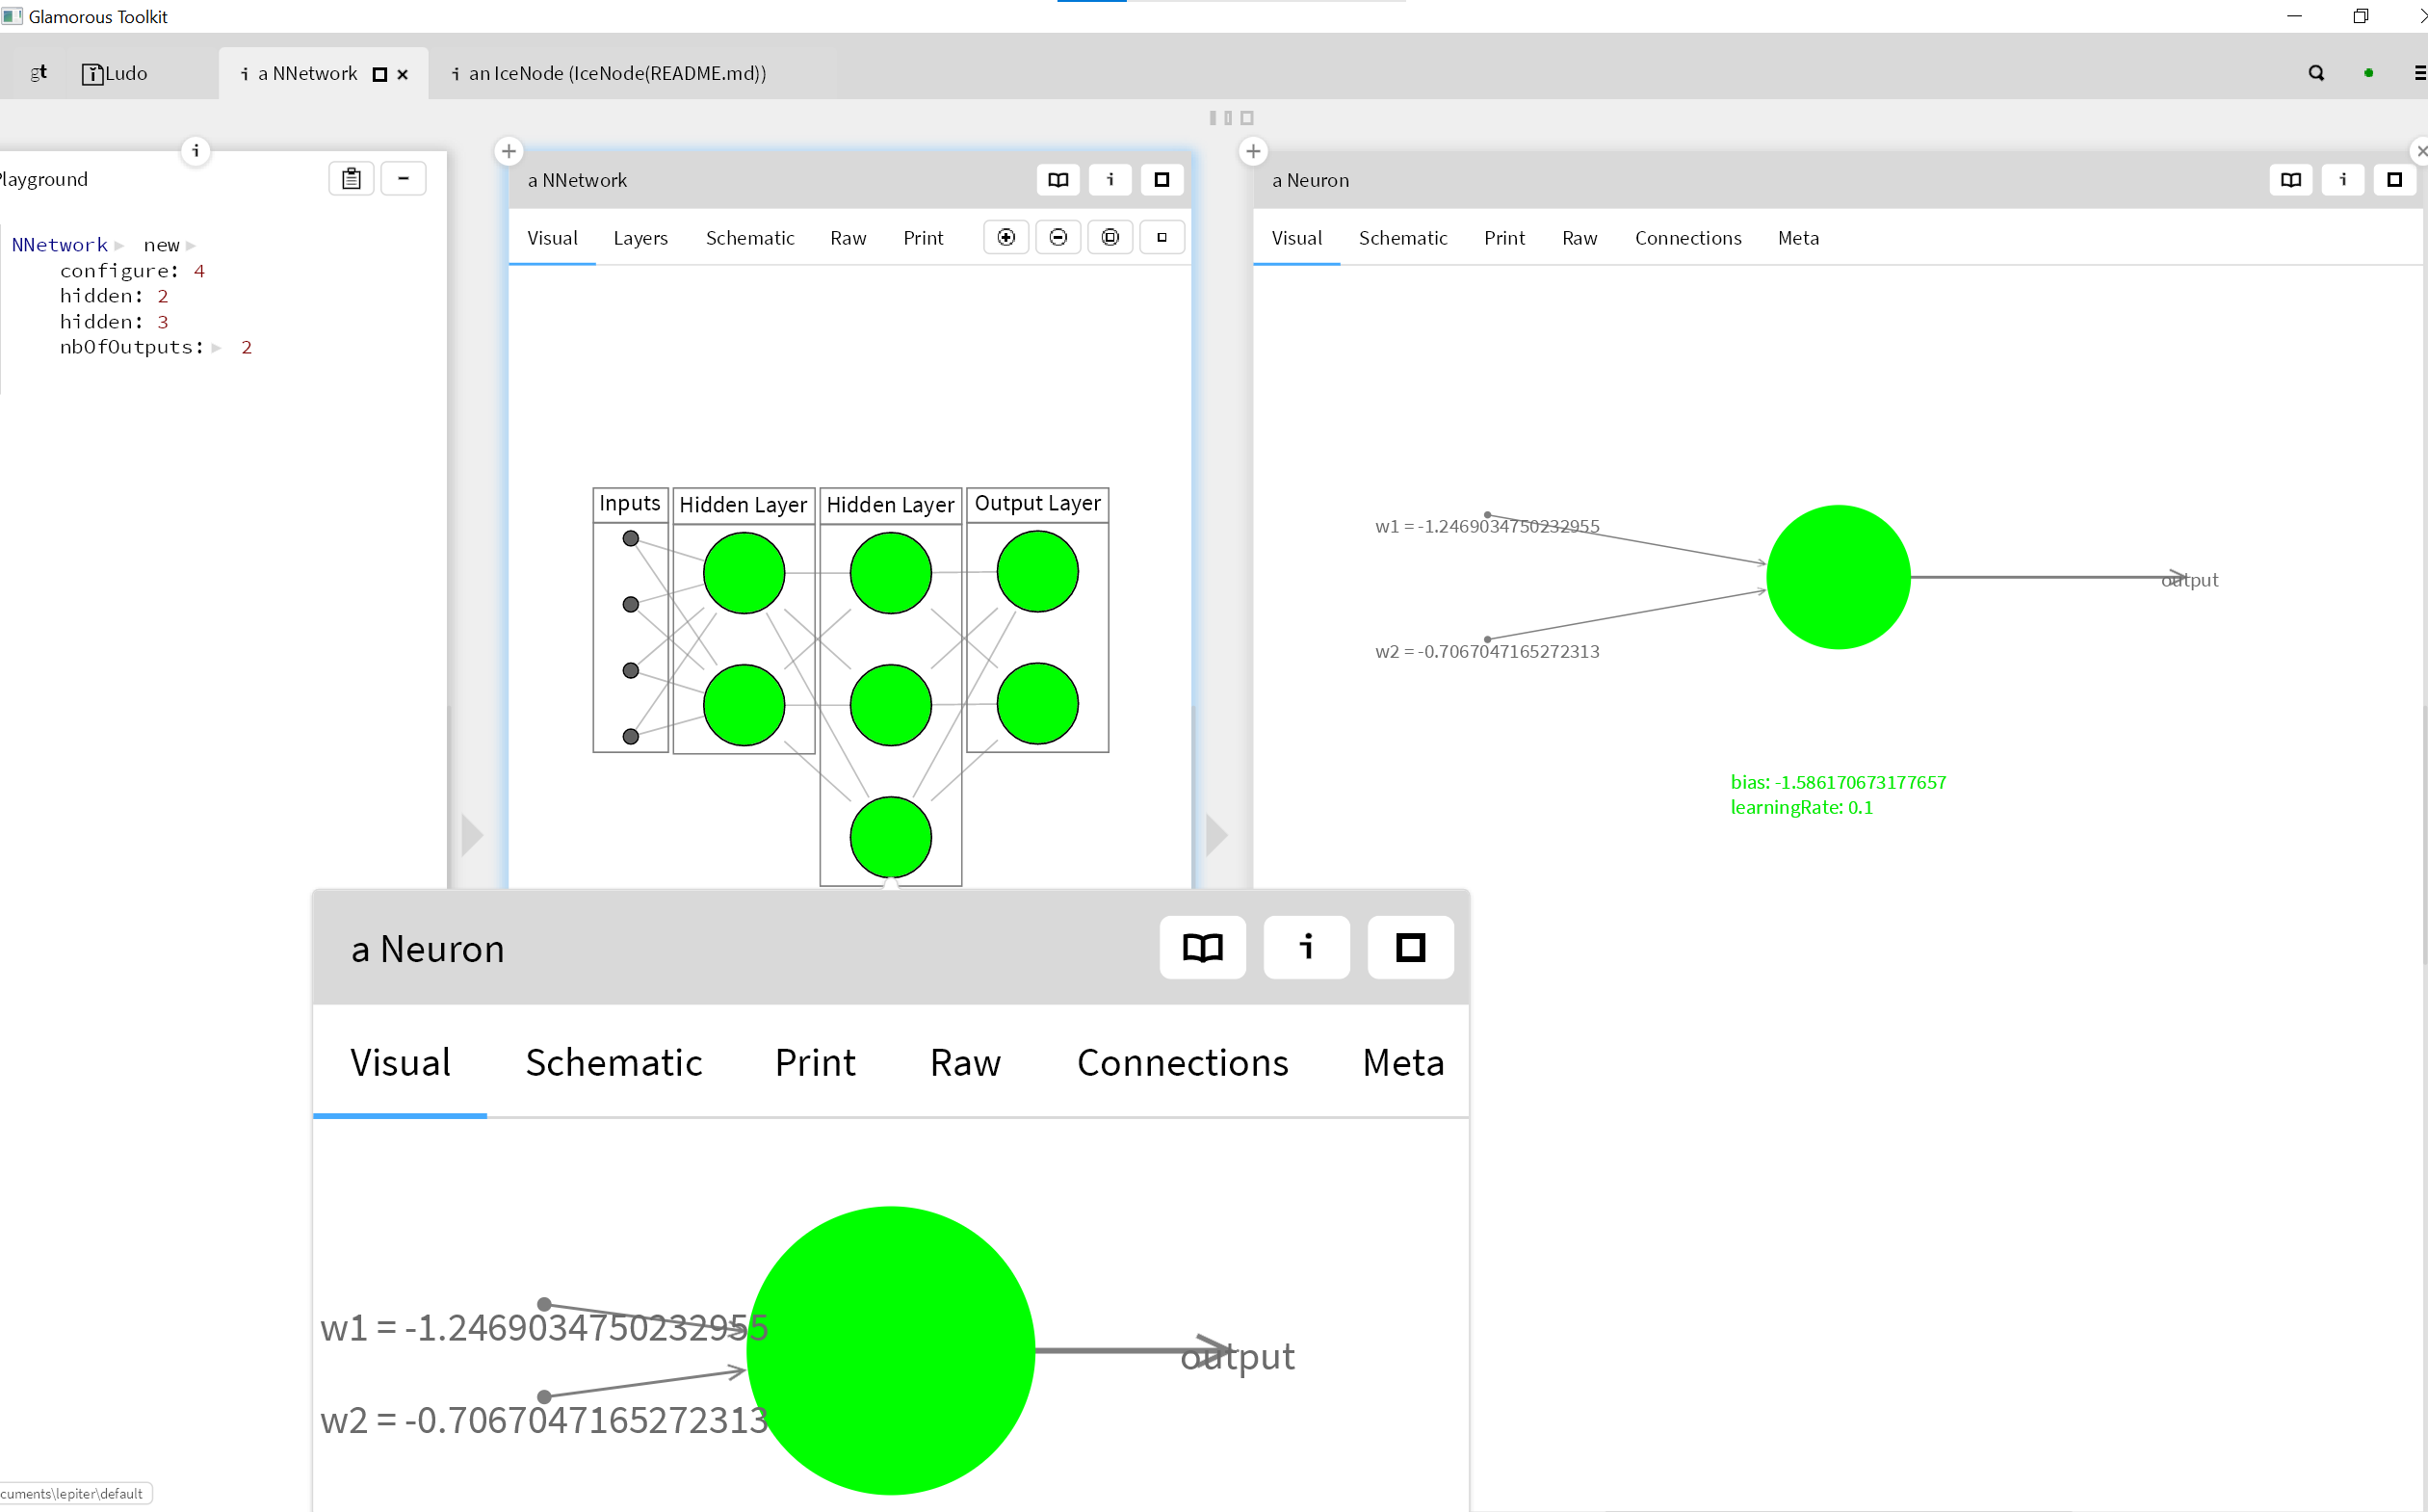 Glamorous Toolkit
gt
Ludo
i a NNetwork
i an IceNode (IceNode(README.md))
i
layground
NNetwork new
configure: 4
hidden: 2
hidden: 3
nbOfOutputs: 2
a NNetwork
i
Visual Layers Schematic Raw Print
Inputs Hidden Layer Hidden Layer Output Layer
a Neuron
i
Visual Schematic Print Raw Connections Meta
w1 = -1.2469034750232955
output
w2 = -0.7067047165272313
bias: -1.586170673177657
learningRate: 0.1
a Neuron
i
Visual Schematic Print Raw Connections Meta
w1 = -1.2469034750232955
output
w2 = -0.7067047165272313
cuments\lepiter\default